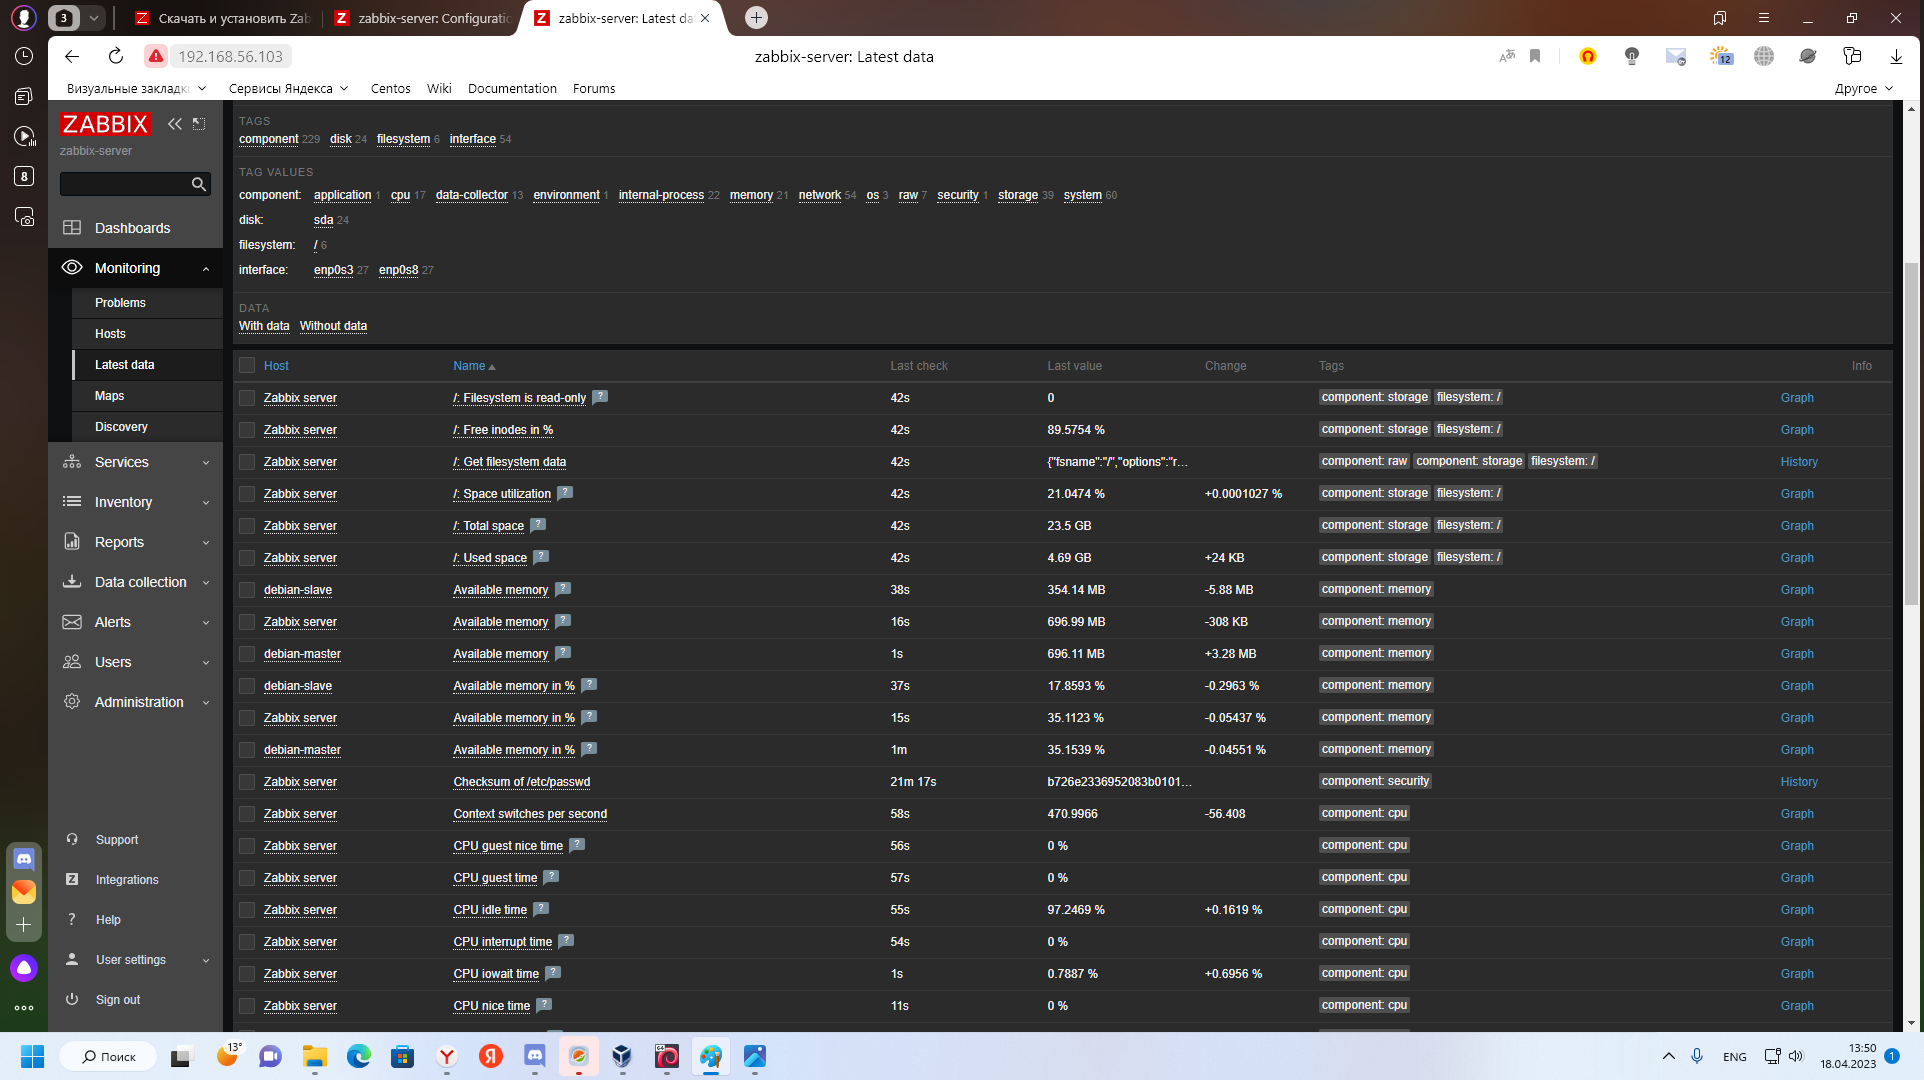 3
Скачать и установить Zab
zabbix-server: Configuratio
zabbix-server: Latest dat
192.168.56.103
zabbix-server: Latest data
12
Визуальные закладк
Сервисы Яндекса
Centos
Wiki
Documentation
Forums
Другое
8
ZABBIX
zabbix-server
Dashboards
Monitoring
Problems
Hosts
Latest data
Maps
Discovery
Services
Inventory
Reports
Data collection
Alerts
Users
Administration
Support
Integrations
Help
User settings
Sign out
TAGS
component 229 disk 24 filesystem 6 interface 54
TAG VALUES
component: application 1 cpu 17 data-collector 13 environment 1 internal-process 22 memory 21 network 54 os 3 raw 7 security 1 storage 39 system 60
disk: sda 24
filesystem: / 6
interface: enp0s3 27 enp0s8 27
DATA
With data Without data
Host Name Last check Last value Change Tags Info
Zabbix server /: Filesystem is read-only ? 42s 0 component: storage filesystem: / Graph
Zabbix server /: Free inodes in % 42s 89.5754 % component: storage filesystem: / Graph
Zabbix server /: Get filesystem data 42s {"fsname":"/","options":"r… component: raw component: storage filesystem: / History
Zabbix server /: Space utilization ? 42s 21.0474 % +0.0001027 % component: storage filesystem: / Graph
Zabbix server /: Total space ? 42s 23.5 GB component: storage filesystem: / Graph
Zabbix server /: Used space ? 42s 4.69 GB +24 KB component: storage filesystem: / Graph
debian-slave Available memory ? 38s 354.14 MB -5.88 MB component: memory Graph
Zabbix server Available memory ? 16s 696.99 MB -308 KB component: memory Graph
debian-master Available memory ? 1s 696.11 MB +3.28 MB component: memory Graph
debian-slave Available memory in % ? 37s 17.8593 % -0.2963 % component: memory Graph
Zabbix server Available memory in % ? 15s 35.1123 % -0.05437 % component: memory Graph
debian-master Available memory in % ? 1m 35.1539 % -0.04551 % component: memory Graph
Zabbix server Checksum of /etc/passwd 21m 17s b726e2336952083b0101… component: security History
Zabbix server Context switches per second 58s 470.9966 -56.408 component: cpu Graph
Zabbix server CPU guest nice time ? 56s 0 % component: cpu Graph
Zabbix server CPU guest time ? 57s 0 % component: cpu Graph
Zabbix server CPU idle time ? 55s 97.2469 % +0.1619 % component: cpu Graph
Zabbix server CPU interrupt time ? 54s 0 % component: cpu Graph
Zabbix server CPU iowait time ? 1s 0.7887 % +0.6956 % component: cpu Graph
Zabbix server CPU nice time ? 11s 0 % component: cpu Graph
Поиск
13°
ENG
13:50
18.04.2023
1